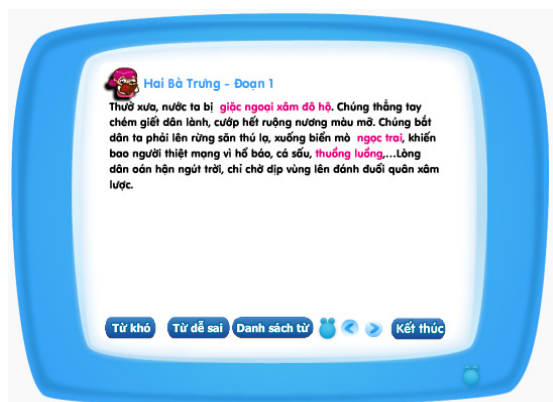 Hai Bà Trưng - Đoạn 1
Thuở xưa, nước ta bị giặc ngoại xâm đô hộ. Chúng thẳng tay
chém giết dân lành, cướp hết ruộng nương màu mỡ. Chúng bắt
dân ta phải lên rừng săn thú lạ, xuống biển mò ngọc trai, khiến
bao người thiệt mạng vì hổ báo, cá sấu, thuồng luồng,...Lòng
dân oán hận ngút trời, chỉ chờ dịp vùng lên đánh đuổi quân xâm
lược.
Từ khó Từ dễ sai Danh sách từ Kết thúc